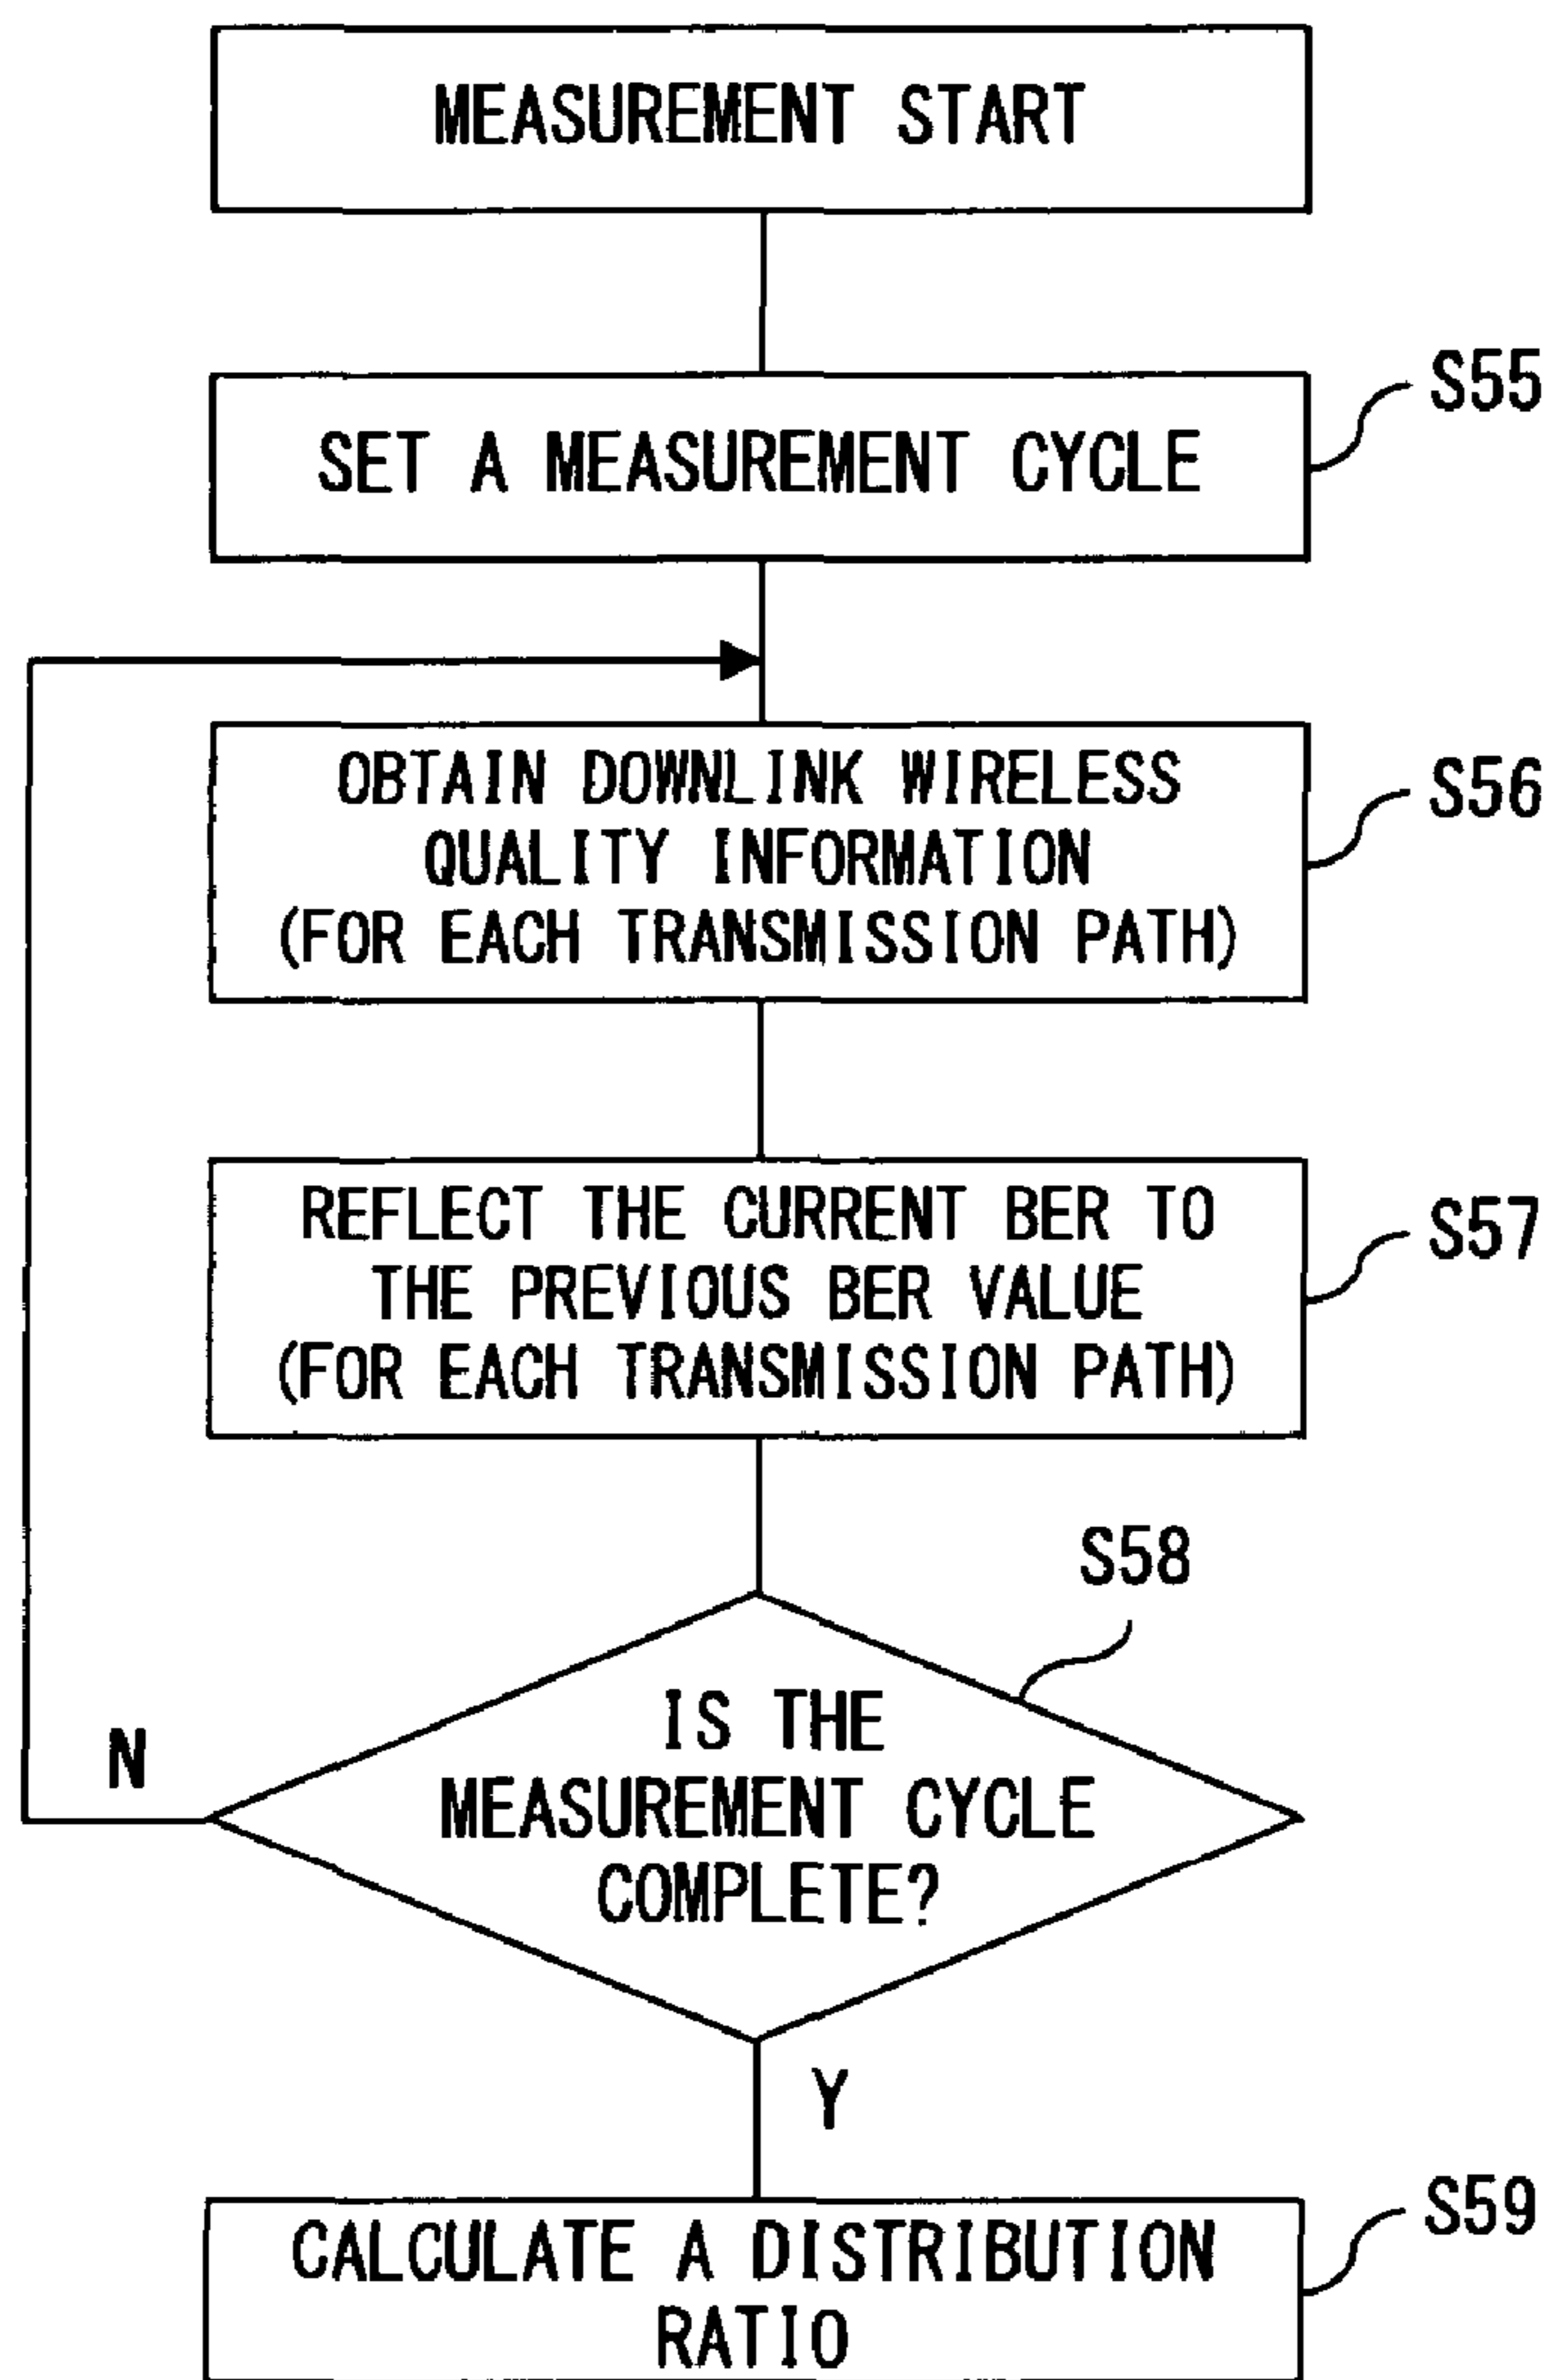 MEASUREMENT START
S55
SET A MEASUREMENT CYCLE
OBTAIN DOWNLINK WIRELESS
S56
QUALITY INFORMATION
(FOR EACH TRANSMISSION PATH)
REFLECT THE CURRENT BER TO
S57
THE PREVIOUS BER VALUE
(FOR EACH TRANSMISSION PATH)
S58
IS THE
N
MEASUREMENT CYCLE
COMPLETE?
Y
S59
CALCULATE A DISTRIBUTION
RATIO